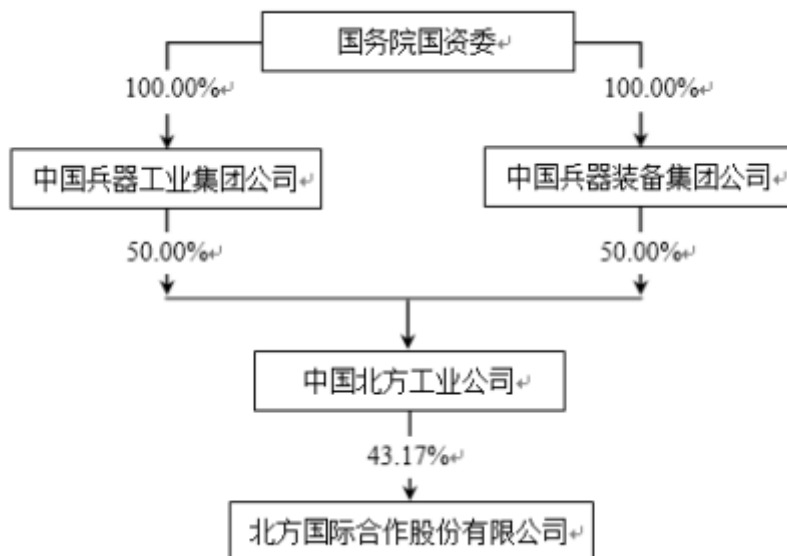 国务院国资委↵
100.00%↵
100.00%↵
中国兵器工业集团公司↵
中国兵器装备集团公司↵
50.00%↵
50.00%↵
中国北方工业公司↵
43.17%↵
北方国际合作股份有限公司↵